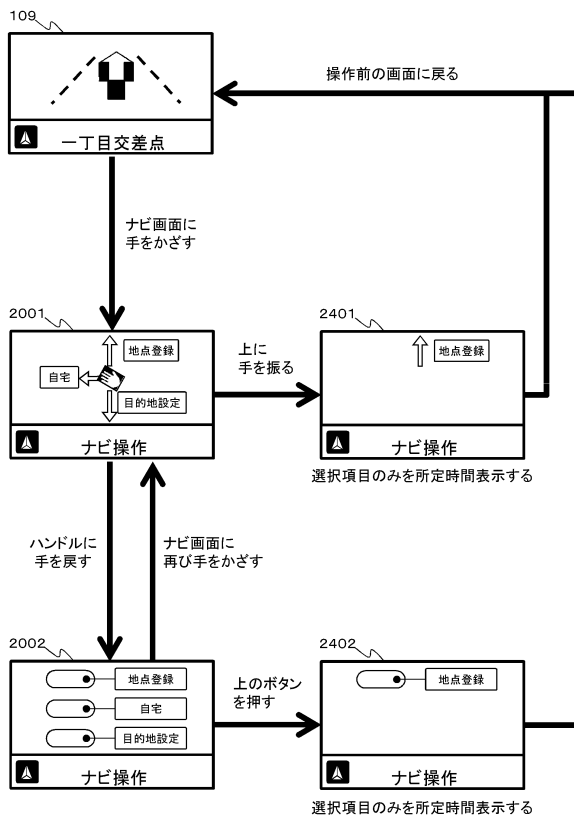 109
操作前の画面に戻る
一丁目交差点
ナビ画面に
手をかざす
2001
2401
地点登録
自宅
目的地設定
ナビ操作
上に
手を振る
地点登録
ナビ操作
選択項目のみを所定時間表示する
ハンドルに
手を戻す
ナビ画面に
再び手をかざす
2002
2402
地点登録
自宅
目的地設定
ナビ操作
上のボタン
を押す
地点登録
ナビ操作
選択項目のみを所定時間表示する